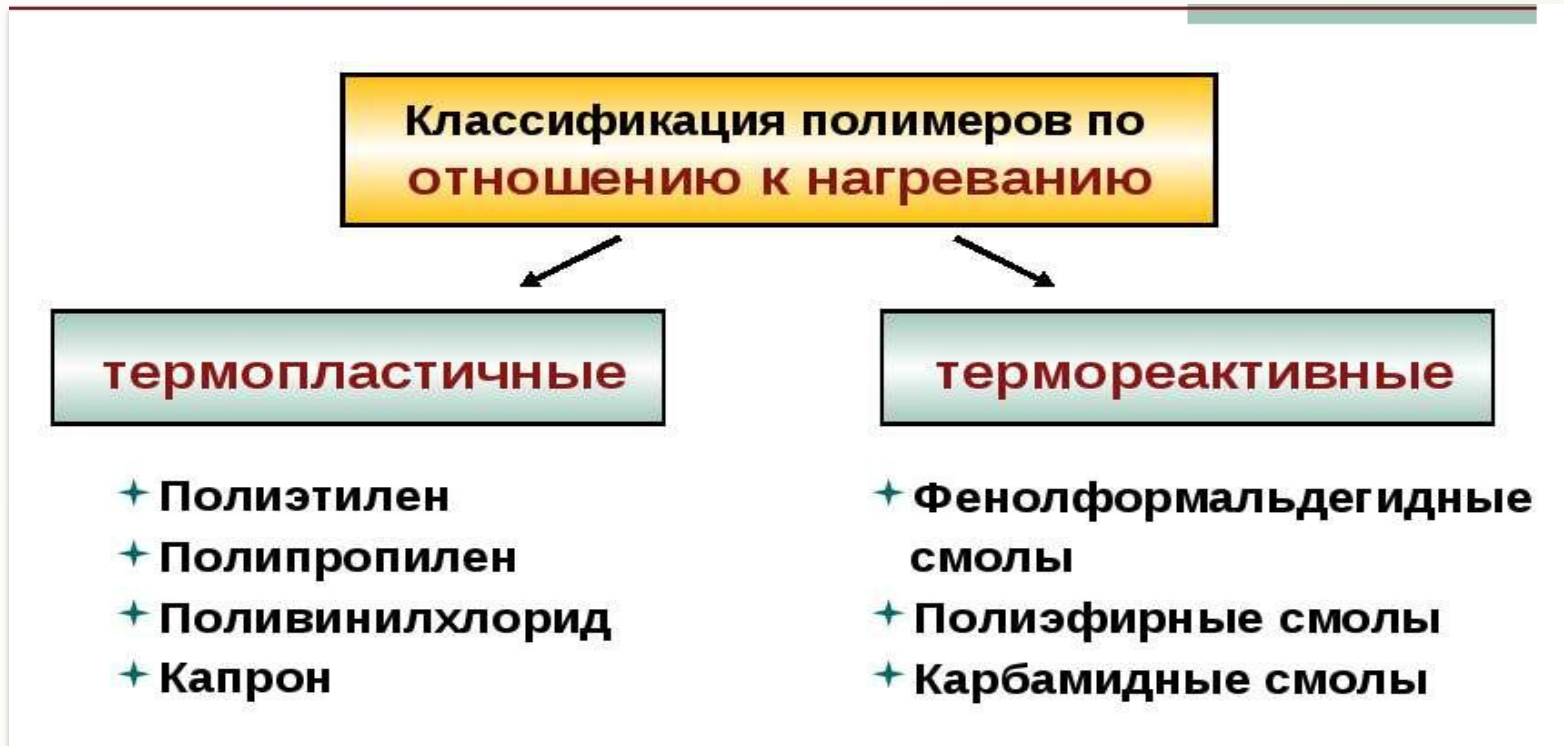 Классификация полимеров по
отношению к нагреванию
термопластичные
Полиэтилен
Полипропилен
Поливинилхлорид
Капрон
термореактивные
Фенолформальдегидные
смолы
Полиэфирные смолы
Карбамидные смолы